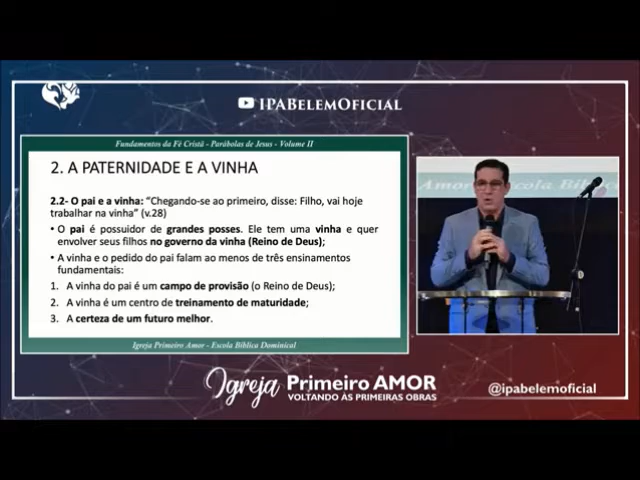 IPABelemOficial
Fundamentos da Fé Cristã - Parábolas de Jesus - Volume II
2. A PATERNIDADE E A VINHA
2.2- O pai e a vinha: “Chegando-se ao primeiro, disse: Filho, vai hoje
trabalhar na vinha” (v.28)
• O pai é possuidor de grandes posses. Ele tem uma vinha e quer
envolver seus filhos no governo da vinha (Reino de Deus);
• A vinha e o pedido do pai falam ao menos de três ensinamentos
fundamentais:
1. A vinha do pai é um campo de provisão (o Reino de Deus);
2. A vinha é um centro de treinamento de maturidade;
3. A certeza de um futuro melhor.
Igreja Primeiro Amor - Escola Bíblica Dominical
Amor - Escola Bíblica
Igreja Primeiro AMOR
VOLTANDO ÀS PRIMEIRAS OBRAS
@ipabelemoficial